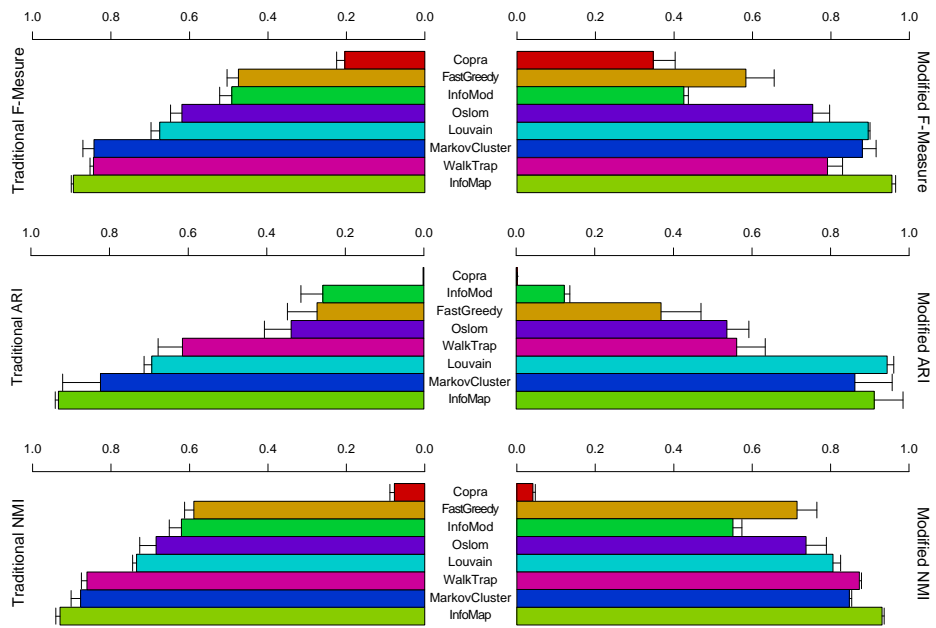 1.0 0.8 0.6 0.4 0.2 0.0 0.0 0.2 0.4 0.6 0.8 1.0
Traditional F-Mesure
Copra
FastGreedy
InfoMod
Oslom
Louvain
MarkovCluster
WalkTrap
InfoMap
Modified F-Measure
1.0 0.8 0.6 0.4 0.2 0.0 0.0 0.2 0.4 0.6 0.8 1.0
Traditional ARI
Copra
InfoMod
FastGreedy
Oslom
WalkTrap
Louvain
MarkovCluster
InfoMap
Modified ARI
1.0 0.8 0.6 0.4 0.2 0.0 0.0 0.2 0.4 0.6 0.8 1.0
Traditional NMI
Copra
FastGreedy
InfoMod
Oslom
Louvain
WalkTrap
MarkovCluster
InfoMap
Modified NMI